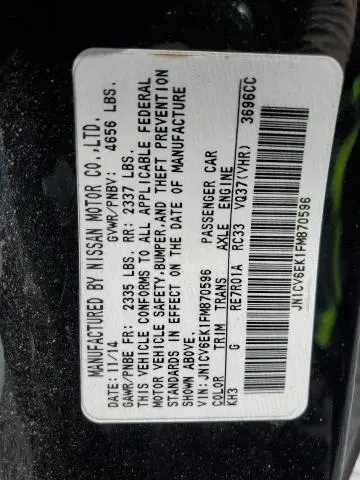 MANUFACTURED BY NISSAN MOTOR CO.,LTD.
DATE: 11/14 GVWR/PNBV: 4656 LBS.
GAWR/PNBE FR: 2335 LBS. RR: 2337 LBS.
THIS VEHICLE CONFORMS TO ALL APPLICABLE FEDERAL
MOTOR VEHICLE SAFETY,BUMPER,AND THEFT PREVENTION
STANDARDS IN EFFECT ON THE DATE OF MANUFACTURE
SHOWN ABOVE.
VIN: JN1CV6EK1FM870596 PASSENGER CAR
COLOR TRIM TRANS AXLE ENGINE
KH3 G RE7R01A RC33 VQ37(VHR) 3696CC
JN1CV6EK1FM870596